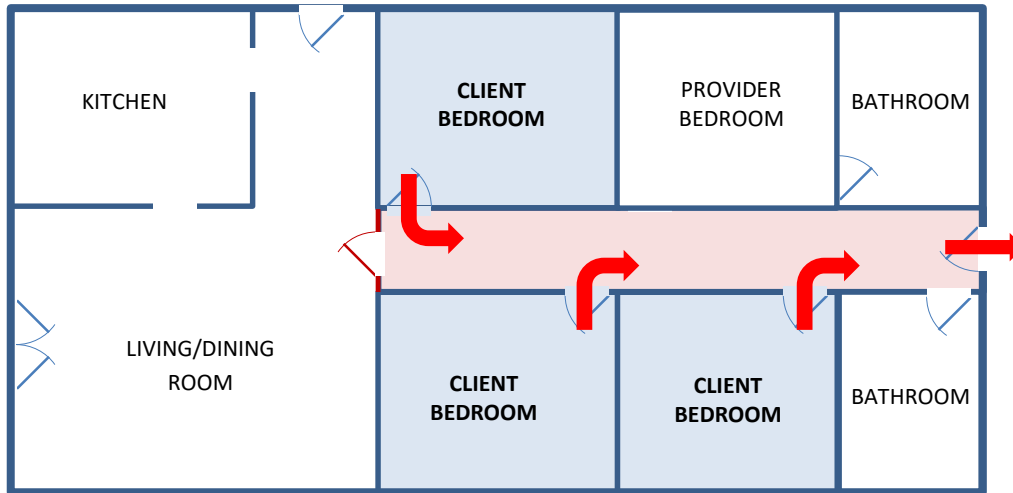 KITCHEN
CLIENT
BEDROOM
PROVIDER
BEDROOM
BATHROOM
LIVING/DINING
ROOM
CLIENT
BEDROOM
CLIENT
BEDROOM
BATHROOM